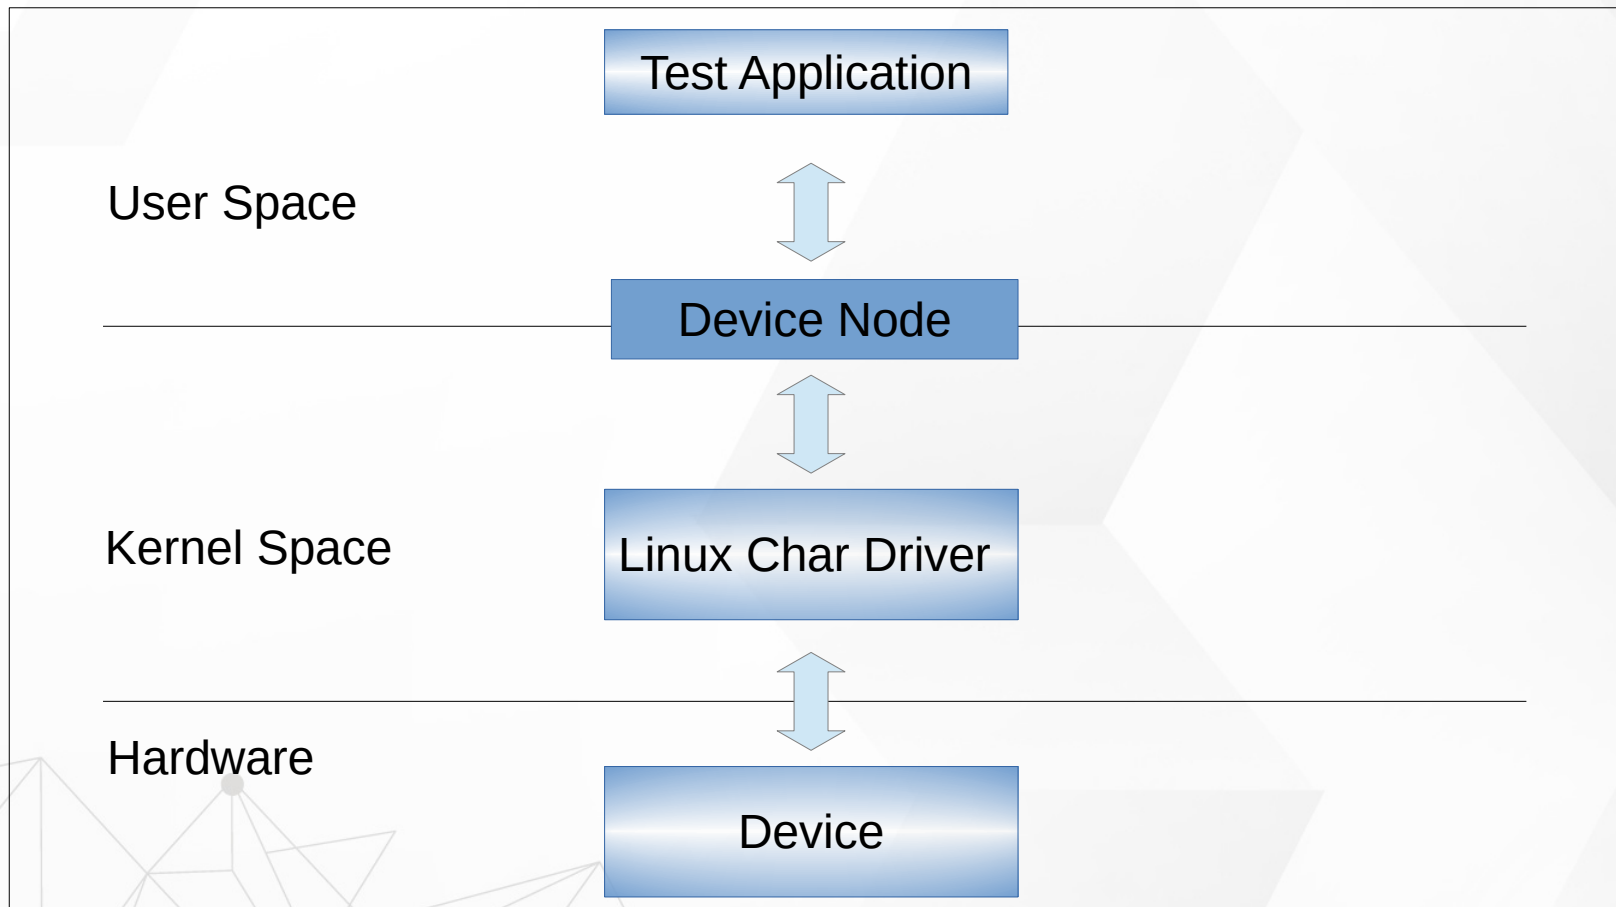 Test Application
User Space
Device Node
Kernel Space
Linux Char Driver
Hardware
Device